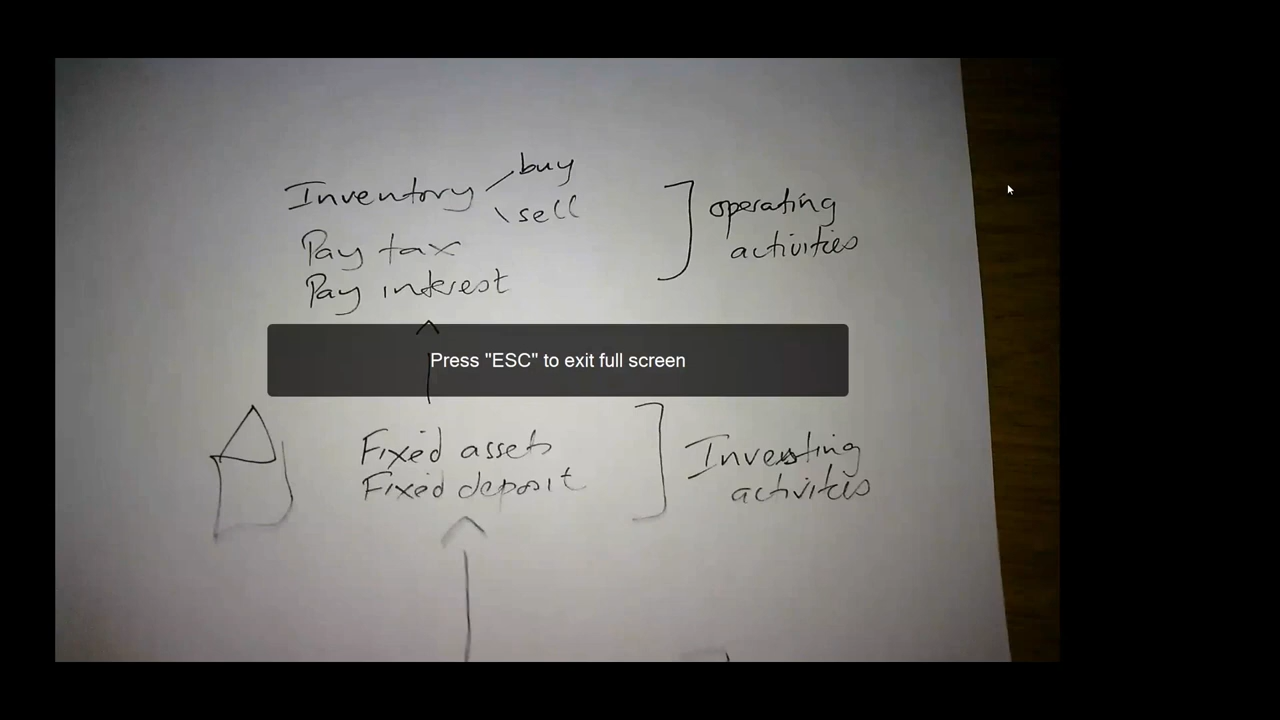 buy
Inventory
sell
operating
activities
Pay tax
Pay interest
Press "ESC" to exit full screen
Fixed assets
Fixed deposit
Investing
activities